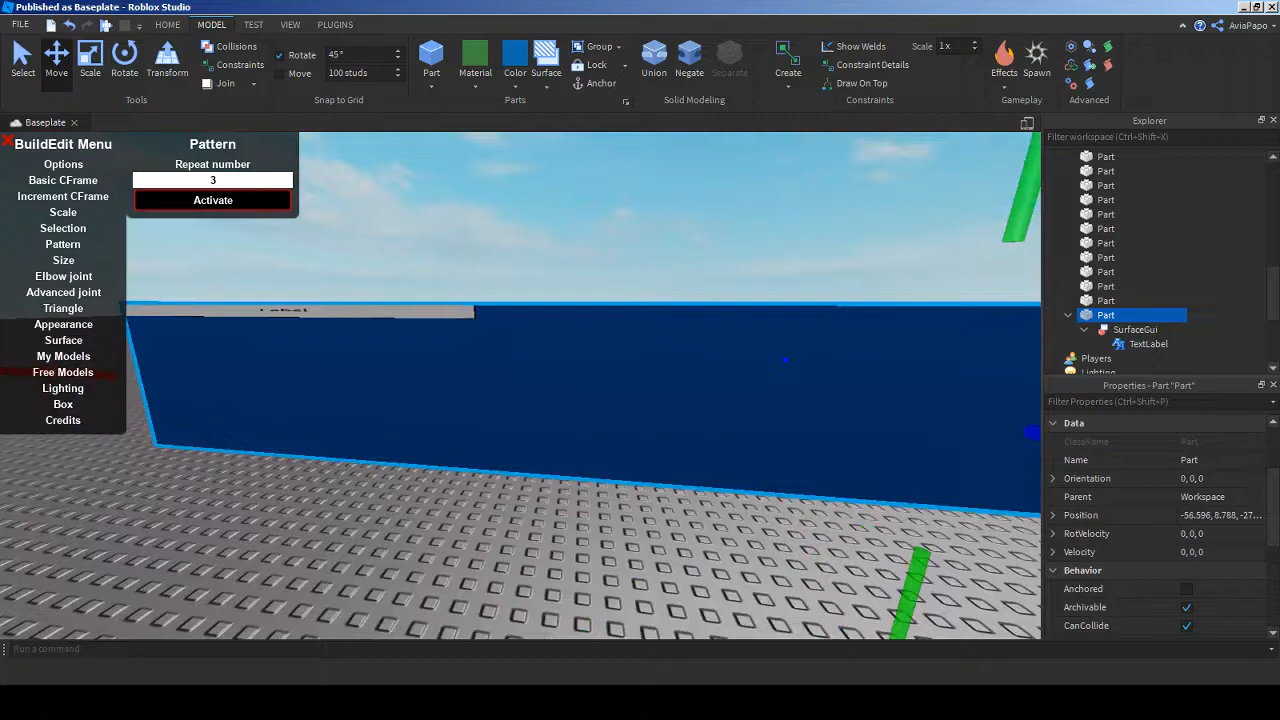 Published as Baseplate - Roblox Studio
FILE HOME MODEL TEST VIEW PLUGINS AviaPapo
Select Move Scale Rotate Transform
Collisions
Constraints
Join
Tools
Rotate 45°
Move 100 studs
Snap to Grid
Part Material Color Surface
Group
Lock
Anchor
Parts
Union Negate Separate
Solid Modeling
Create
Show Welds Scale 1x
Constraint Details
Draw On Top
Constraints
Effects Spawn
Gameplay
Advanced
Baseplate
BuildEdit Menu
Options
Basic CFrame
Increment CFrame
Scale
Selection
Pattern
Size
Elbow joint
Advanced joint
Triangle
Appearance
Surface
My Models
Free Models
Lighting
Box
Credits
Pattern
Repeat number
3
Activate
Label
Explorer
Filter workspace (Ctrl+Shift+X)
Part
Part
Part
Part
Part
Part
Part
Part
Part
Part
Part
Part
SurfaceGui
TextLabel
Players
Lighting
Properties - Part "Part"
Filter Properties (Ctrl+Shift+P)
Data
ClassName Part
Name Part
Orientation 0,0,0
Parent Workspace
Position -56.596, 8.788, -27...
RotVelocity 0,0,0
Velocity 0,0,0
Behavior
Anchored
Archivable
CanCollide
Run a command